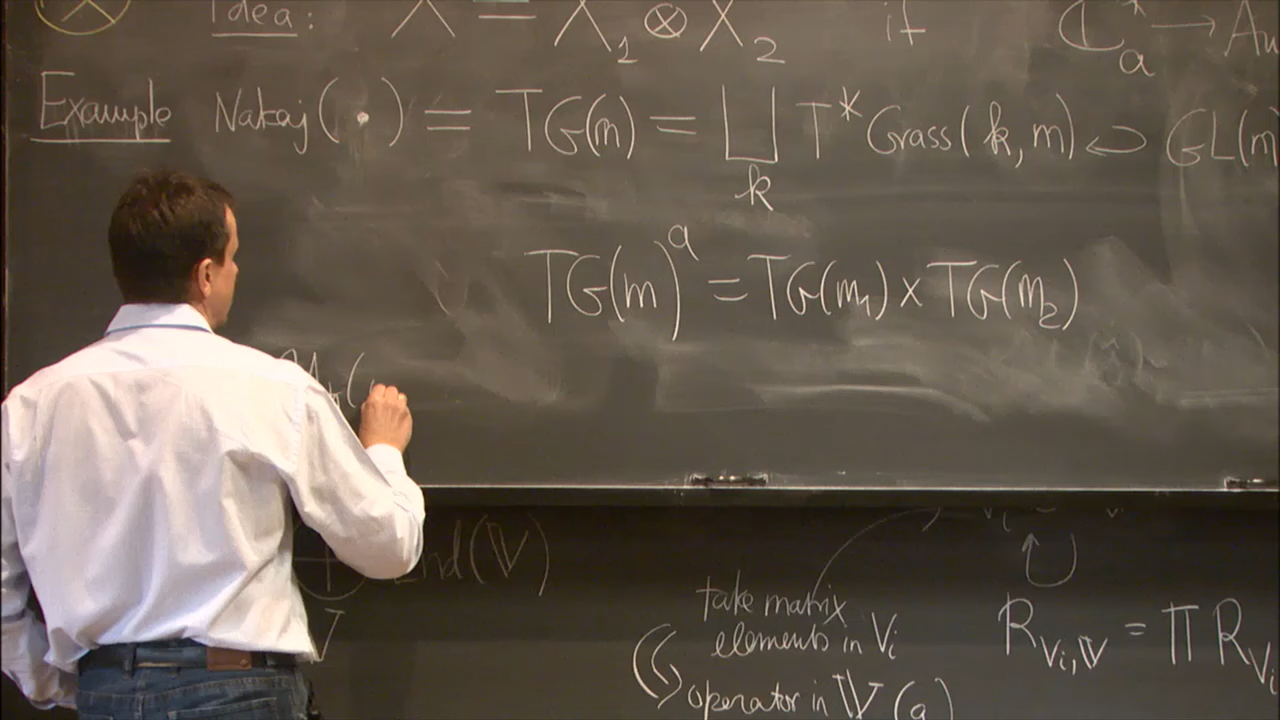 ⊗ Idea: X = X₁ ⊗ X₂ if ℂ*ₐ → Au
Example Nakaj(•) = TG(m) = ⊔ₖ T*Grass(k,m) ↩ GL(m
TG(m)ᵃ = TG(m₁) × TG(m₂)
End(𝕍)
take matrix
elements in Vᵢ
operator in 𝕎(a)
R_{Vᵢ,𝕎} = Π R_{Vᵢ